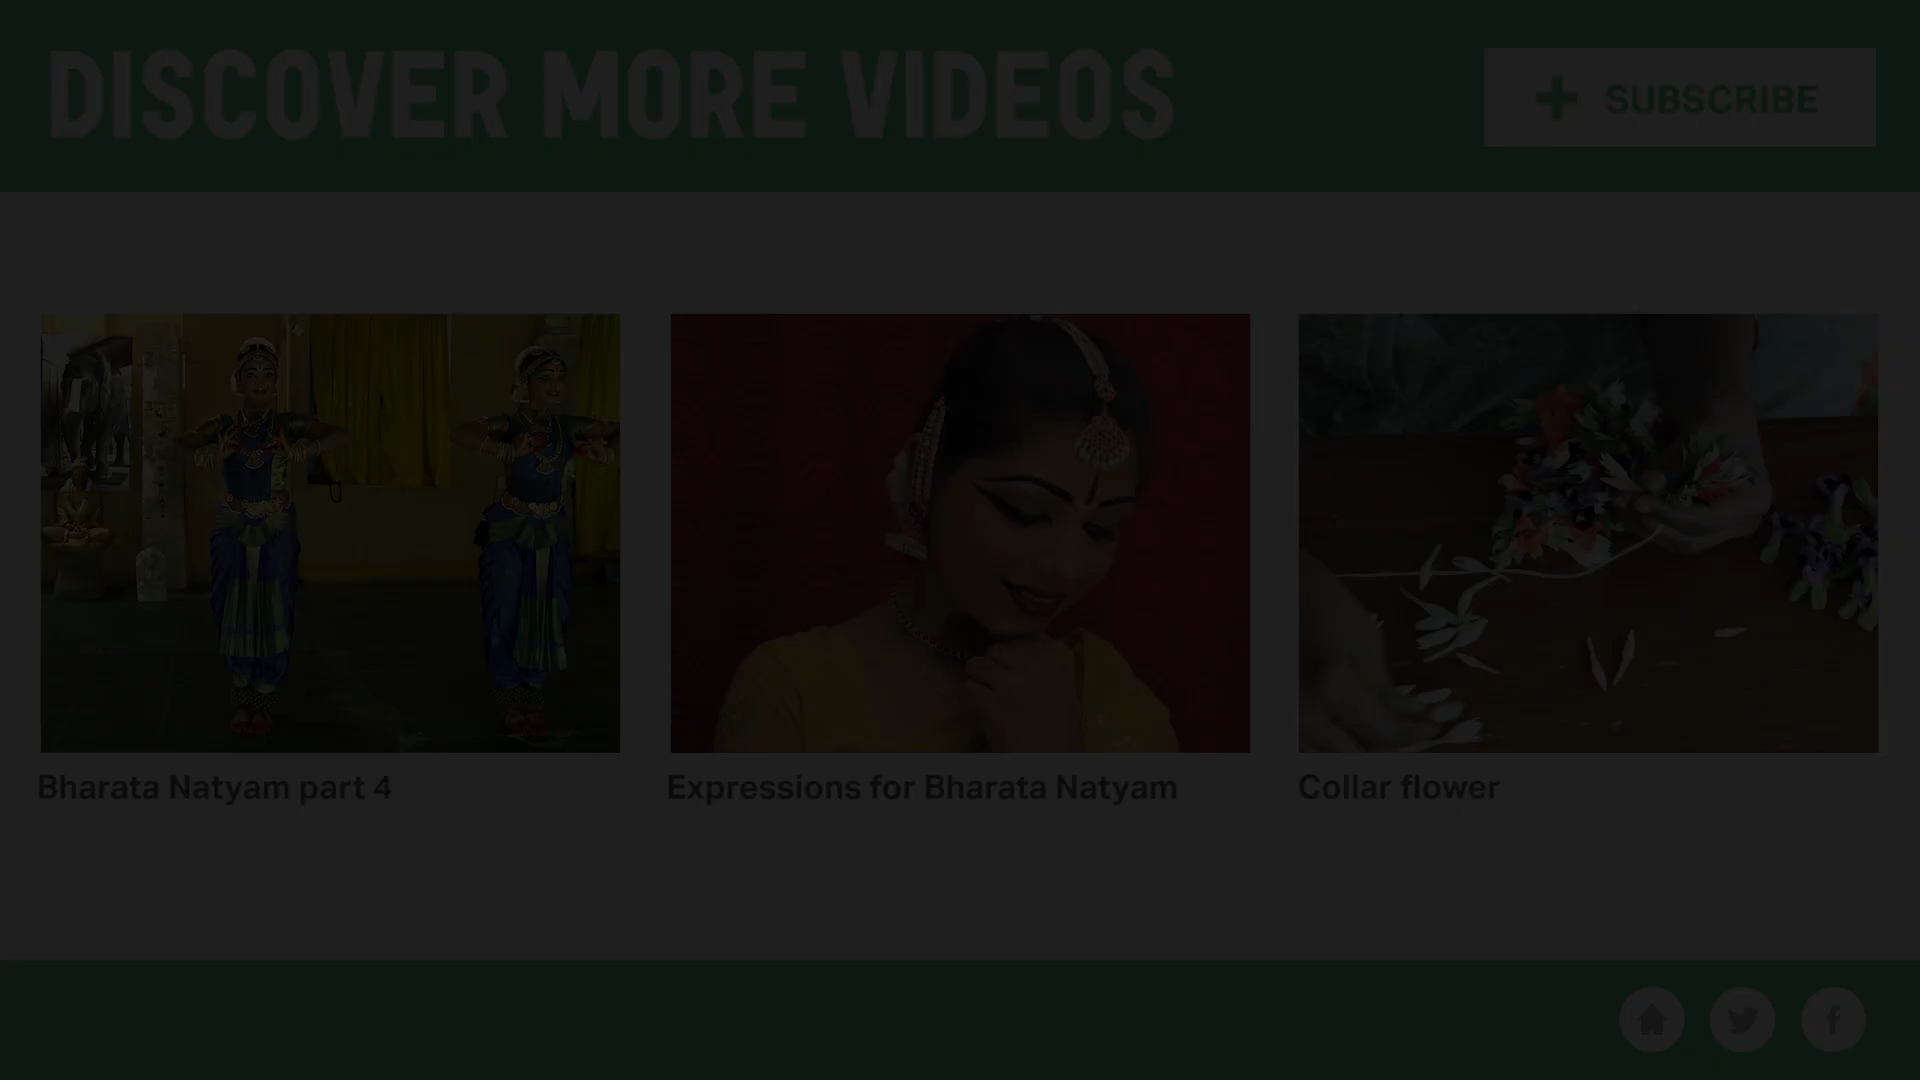 DISCOVER MORE VIDEOS
SUBSCRIBE
Bharata Natyam part 4
Expressions for Bharata Natyam
Collar flower